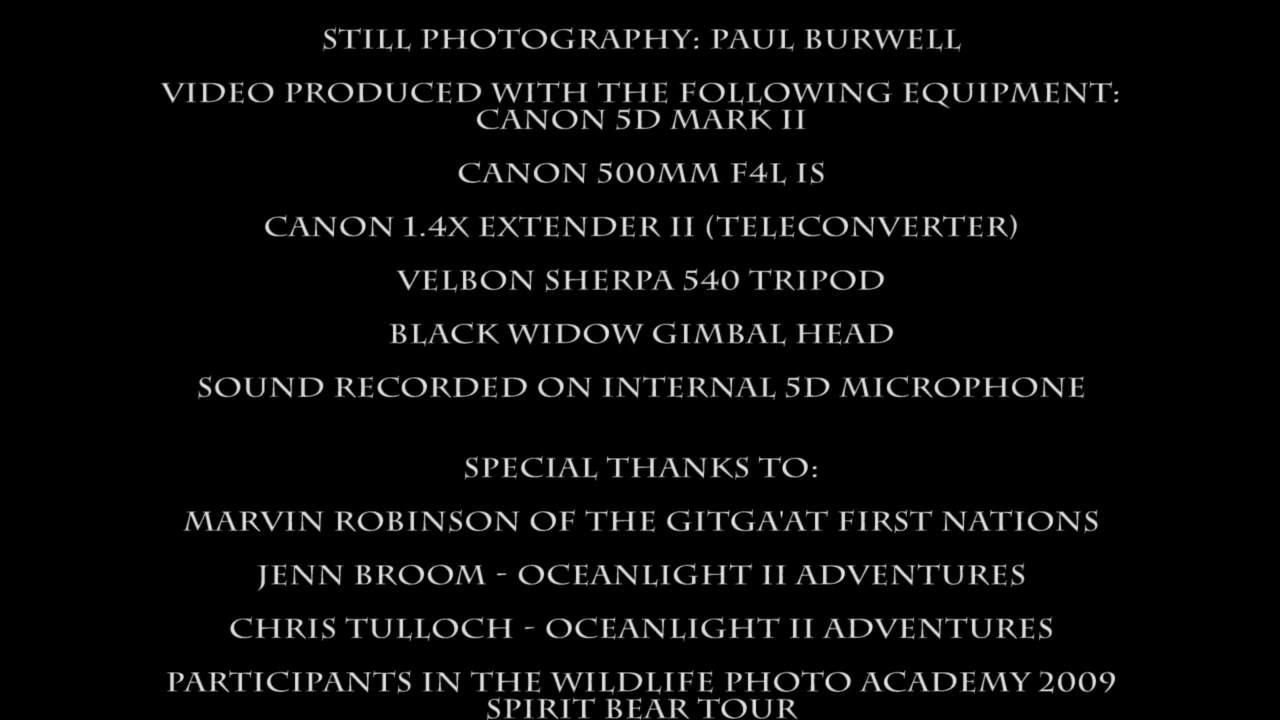 STILL PHOTOGRAPHY: PAUL BURWELL
VIDEO PRODUCED WITH THE FOLLOWING EQUIPMENT:
CANON 5D MARK II
CANON 500MM F4L IS
CANON 1.4X EXTENDER II (TELECONVERTER)
VELBON SHERPA 540 TRIPOD
BLACK WIDOW GIMBAL HEAD
SOUND RECORDED ON INTERNAL 5D MICROPHONE
SPECIAL THANKS TO:
MARVIN ROBINSON OF THE GITGA'AT FIRST NATIONS
JENN BROOM - OCEANLIGHT II ADVENTURES
CHRIS TULLOCH - OCEANLIGHT II ADVENTURES
PARTICIPANTS IN THE WILDLIFE PHOTO ACADEMY 2009
SPIRIT BEAR TOUR